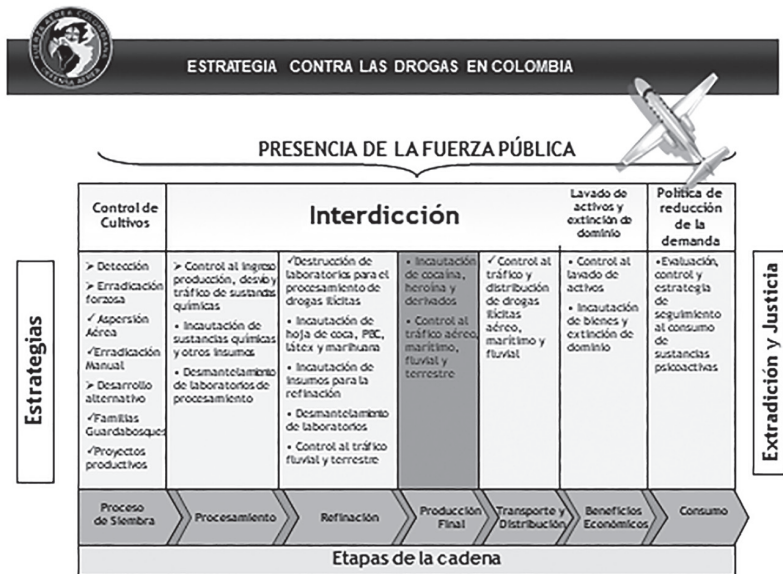 FUERZA AEREA COLOMBIANA
DEFENSA AEREA
ESTRATEGIA CONTRA LAS DROGAS EN COLOMBIA
PRESENCIA DE LA FUERZA PÚBLICA
Control de
Cultivos
Interdicción
Lavado de
activos y
extinción de
dominio
Política de
reducción
de la
demanda
Estrategias
➢ Detección
➢ Erradicación
forzosa
✓Aspersión
Aérea
✓Erradicación
Manual
➢ Desarrollo
alternativo
✓Familias
Guardabosques
✓Proyectos
productivos
➢ Control al ingreso
producción, desvio y
tráfico de sustandas
químicas
• Incautación de
sustancias químicas
y otros insumos
• Desmantelamiento
de laboratorios de
procesamiento
✓Destrucción de
laboratorios para el
procesamiento de
drogas ilícitas
• Incautación de
hoja de coca, PBC,
látex y marihuana
• Incautación de
insumos para la
refinación
• Desmantelamiento
de laboratorios
• Control al tráfico
fluvial y terrestre
• Incautación
de cocaína,
heroína y
derivados
• Control al
tráfico aéreo,
marítimo,
fluvial y
terrestre
✓Control al
tráfico y
distribución
de drogas
ilícitas
aéreo,
marítimo y
fluvial
• Control al
lavado de
activos
• Incautación
de bienes y
extinción de
dominio
•Evaluación,
control y
estrategia
de
seguimiento
al consumo
de
sustancias
psicoactivas
Extradición y Justicia
Proceso
de Siembra
Procesamiento
Refinación
Producción
Final
Transporte y
Distribución
Beneficios
Económicos
Consumo
Etapas de la cadena